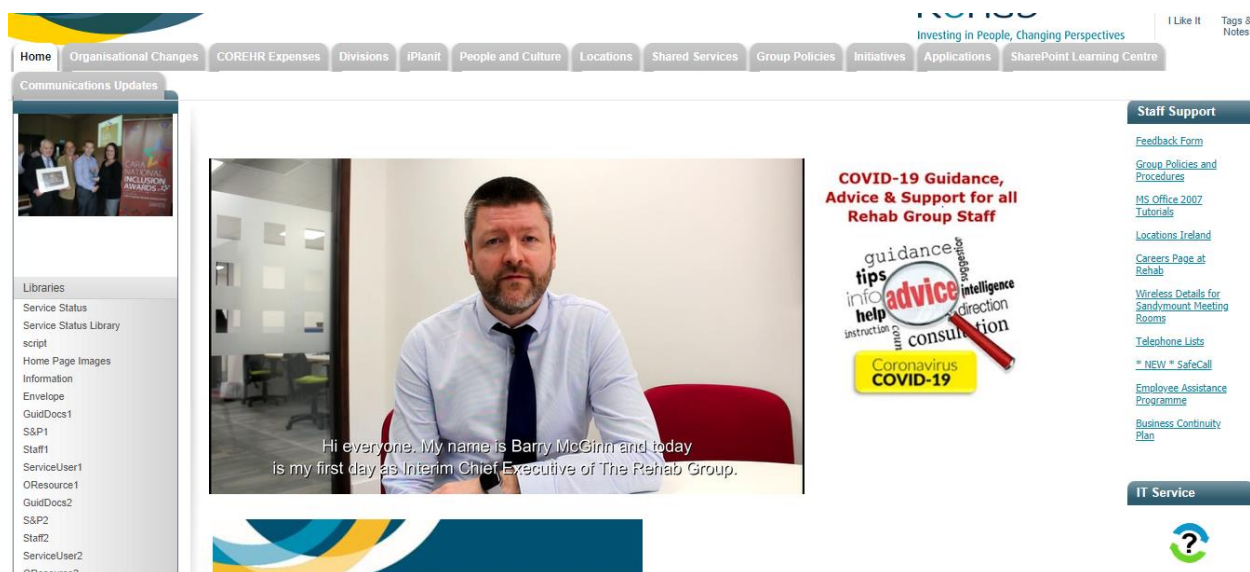 Investing in People, Changing Perspectives
I Like It
Tags &
Notes
Home
Organisational Changes
COREHR Expenses
Divisions
iPlanit
People and Culture
Locations
Shared Services
Group Policies
Initiatives
Applications
SharePoint Learning Centre
Communications Updates
CARA
NATIONAL
INCLUSION
AWARDS
Libraries
Service Status
Service Status Library
script
Home Page Images
Information
Envelope
GuidDocs1
S&P1
Staff1
ServiceUser1
OResource1
GuidDocs2
S&P2
Staff2
ServiceUser2
Hi everyone. My name is Barry McGinn and today
is my first day as Interim Chief Executive of The Rehab Group.
COVID-19 Guidance,
Advice & Support for all
Rehab Group Staff
guidance
tips
info
advice
intelligence
help
direction
instruction
consultation
Coronavirus
COVID-19
Staff Support
Feedback Form
Group Policies and
Procedures
MS Office 2007
Tutorials
Locations Ireland
Careers Page at
Rehab
Wireless Details for
Sandymount Meeting
Rooms
Telephone Lists
* NEW * SafeCall
Employee Assistance
Programme
Business Continuity
Plan
IT Service
?